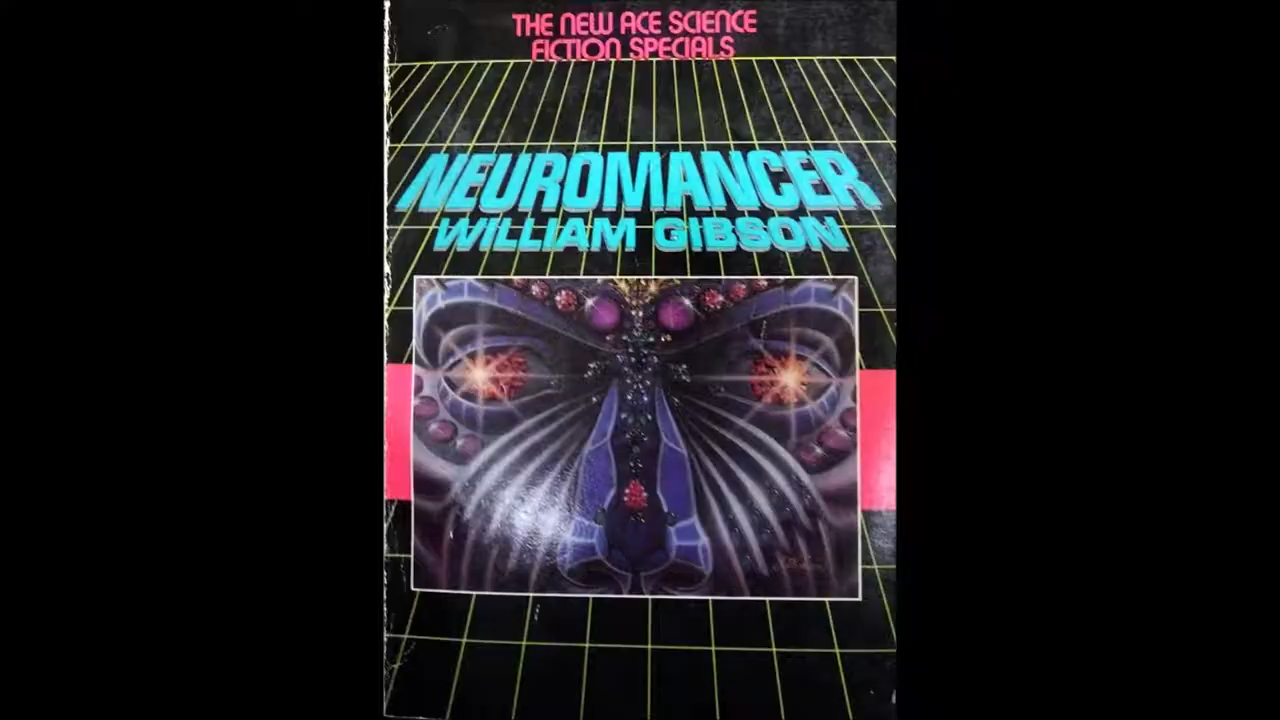 THE NEW ACE SCIENCE
FICTION SPECIALS
NEUROMANCER
WILLIAM GIBSON